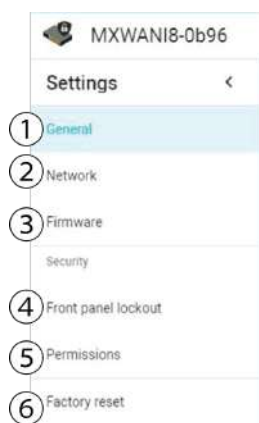 MXWANI8-0b96
Settings <
1 General
2 Network
3 Firmware
Security
4 Front panel lockout
5 Permissions
6 Factory reset